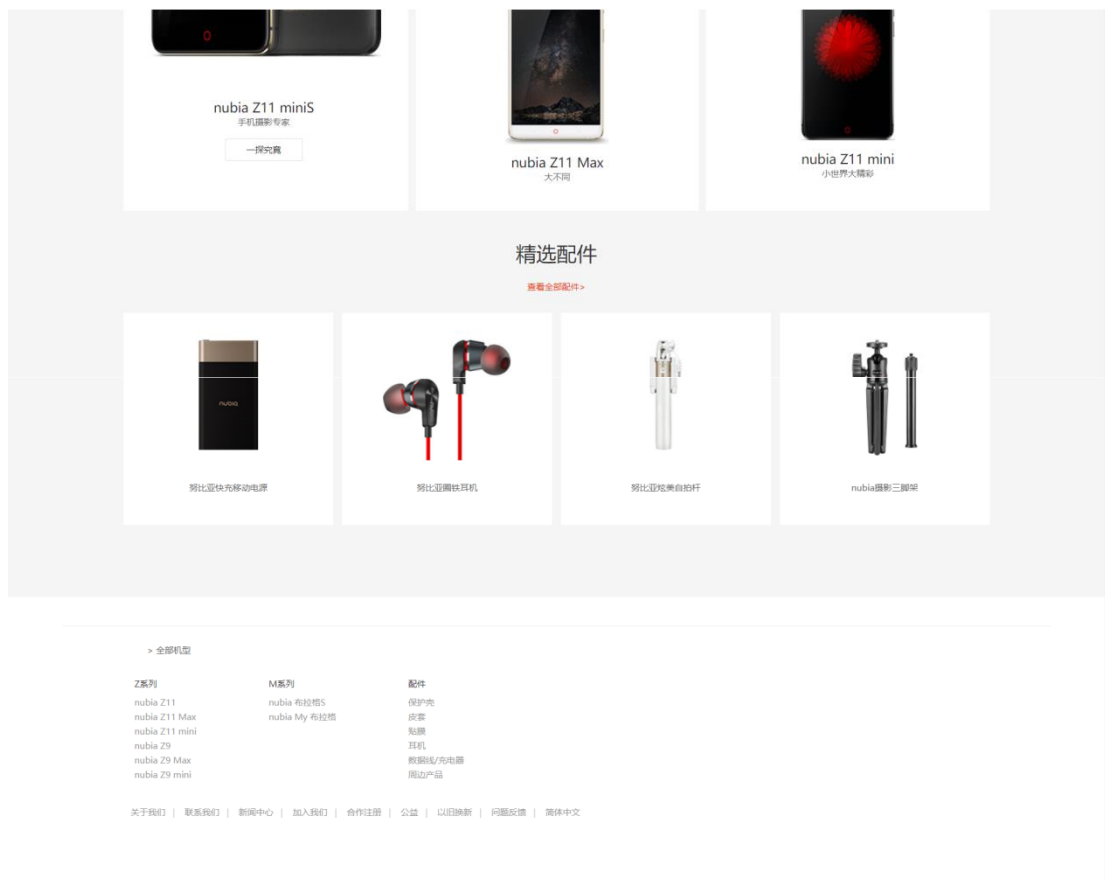 nubia Z11 miniS
手机摄影专家
一探究竟
nubia Z11 Max
大不同
nubia Z11 mini
小世界大精彩
精选配件
查看全部配件>
nubia
努比亚快充移动电源
努比亚圈铁耳机
努比亚炫美自拍杆
nubia摄影三脚架
> 全部机型
Z系列
nubia Z11
nubia Z11 Max
nubia Z11 mini
nubia Z9
nubia Z9 Max
nubia Z9 mini
M系列
nubia 布拉格S
nubia My 布拉格
配件
保护壳
皮套
贴膜
耳机
数据线/充电器
周边产品
关于我们 | 联系我们 | 新闻中心 | 加入我们 | 合作注册 | 公益 | 以旧换新 | 问题反馈 | 简体中文